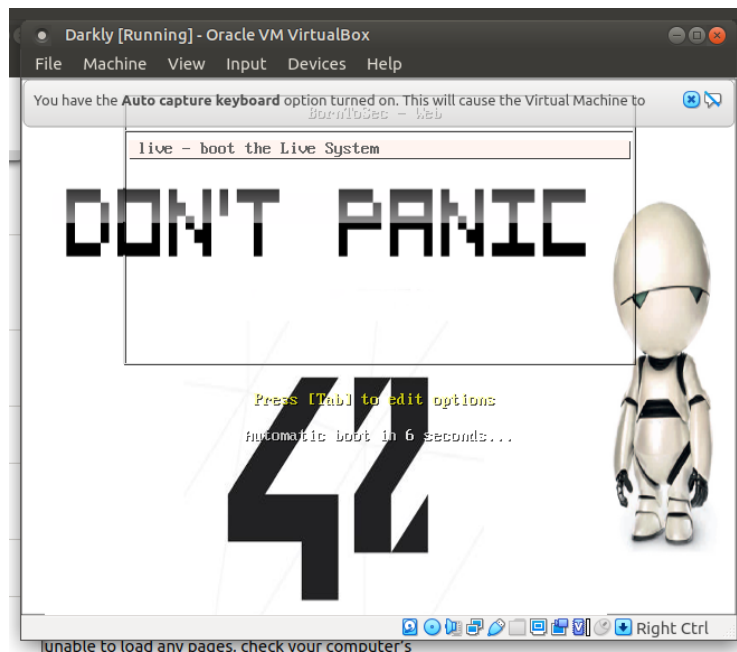 Darkly [Running] - Oracle VM VirtualBox
File Machine View Input Devices Help
You have the Auto capture keyboard option turned on. This will cause the Virtual Machine to
BornToSec - Web
live - boot the Live System
DON'T PANIC
42
Press [Tab] to edit options
Automatic boot in 6 seconds...
Right Ctrl
unable to load any pages, check your computer's